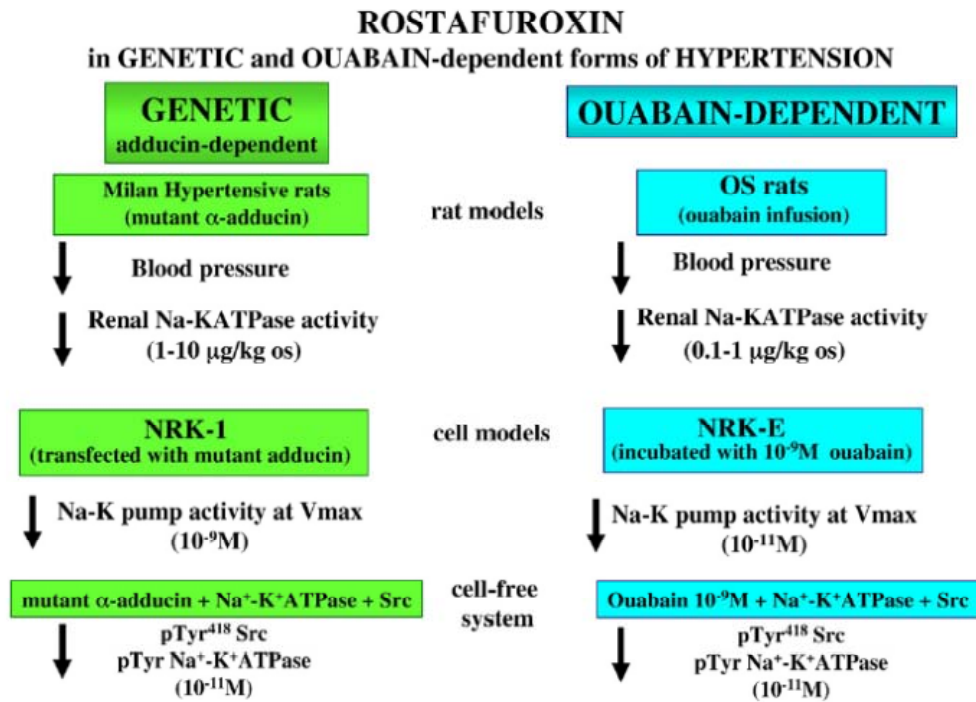 ROSTAFUROXIN
in GENETIC and OUABAIN-dependent forms of HYPERTENSION
GENETIC
adducin-dependent
OUABAIN-DEPENDENT
Milan Hypertensive rats
(mutant α-adducin)
rat models
OS rats
(ouabain infusion)
Blood pressure
Blood pressure
Renal Na-KATPase activity
(1-10 μg/kg os)
Renal Na-KATPase activity
(0.1-1 μg/kg os)
NRK-1
(transfected with mutant adducin)
cell models
NRK-E
(incubated with 10⁻⁹M ouabain)
Na-K pump activity at Vmax
(10⁻⁹M)
Na-K pump activity at Vmax
(10⁻¹¹M)
mutant α-adducin + Na⁺-K⁺ATPase + Src
cell-free
system
Ouabain 10⁻⁹M + Na⁺-K⁺ATPase + Src
pTyr⁴¹⁸ Src
pTyr Na⁺-K⁺ATPase
(10⁻¹¹M)
pTyr⁴¹⁸ Src
pTyr Na⁺-K⁺ATPase
(10⁻¹¹M)